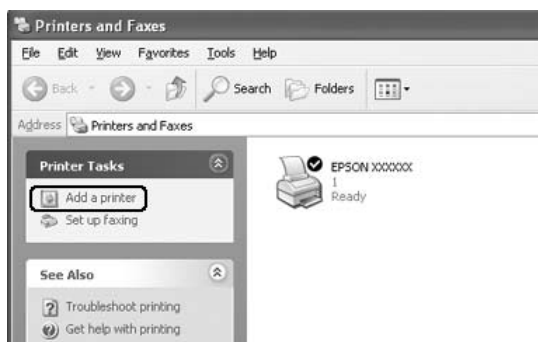 Printers and Faxes
File Edit View Favorites Tools Help
Back Search Folders
Address Printers and Faxes
Printer Tasks
Add a printer
Set up faxing
See Also
Troubleshoot printing
Get help with printing
EPSON XXXXXX
1
Ready